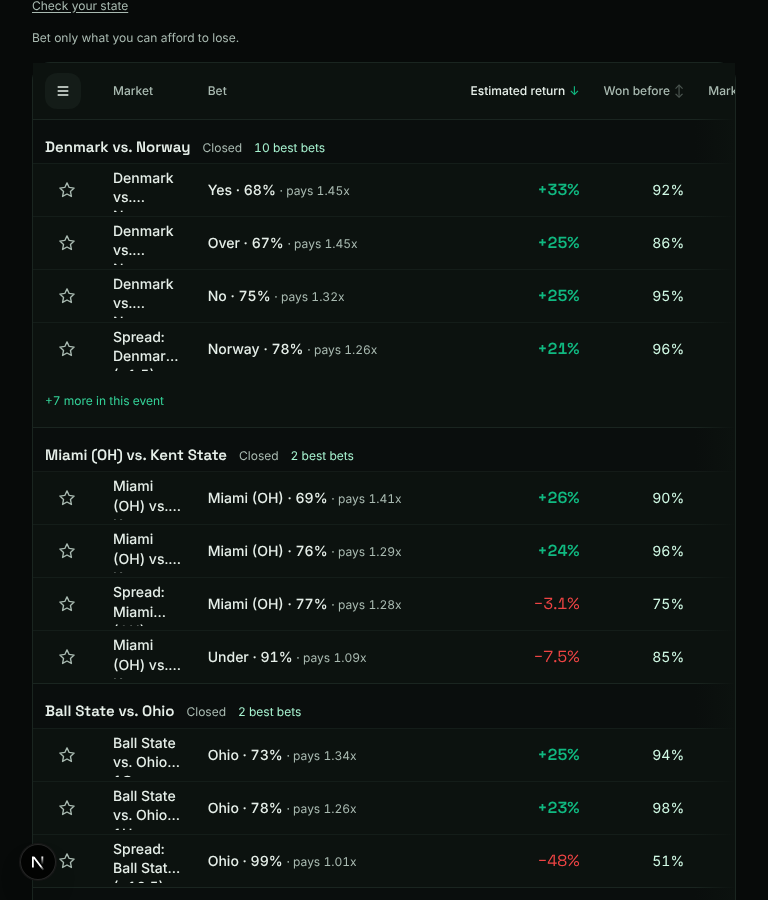 Check your state
Bet only what you can afford to lose.
Market Bet Estimated return ↓ Won before Mark
Denmark vs. Norway Closed 10 best bets
Denmark
vs....
Yes · 68% · pays 1.45x +33% 92%
Denmark
vs....
Over · 67% · pays 1.45x +25% 86%
Denmark
vs....
No · 75% · pays 1.32x +25% 95%
Spread:
Denmar...
Norway · 78% · pays 1.26x +21% 96%
+7 more in this event
Miami (OH) vs. Kent State Closed 2 best bets
Miami
(OH) vs....
Miami (OH) · 69% · pays 1.41x +26% 90%
Miami
(OH) vs....
Miami (OH) · 76% · pays 1.29x +24% 96%
Spread:
Miami...
Miami (OH) · 77% · pays 1.28x −3.1% 75%
Miami
(OH) vs....
Under · 91% · pays 1.09x −7.5% 85%
Ball State vs. Ohio Closed 2 best bets
Ball State
vs. Ohio...
Ohio · 73% · pays 1.34x +25% 94%
Ball State
vs. Ohio...
Ohio · 78% · pays 1.26x +23% 98%
Spread:
Ball Stat...
Ohio · 99% · pays 1.01x −48% 51%
N